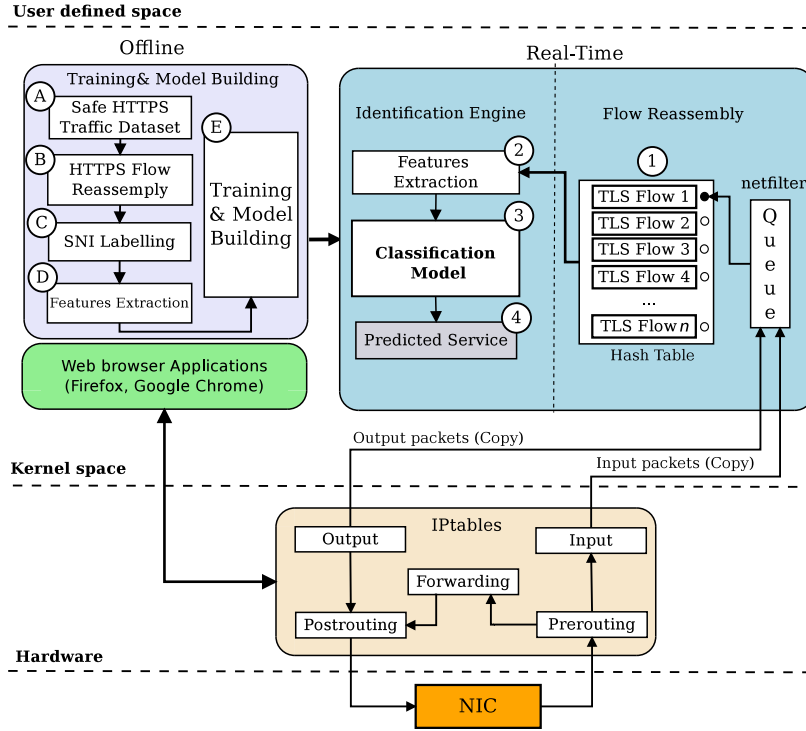 User defined space
Offline
Real-Time
Training& Model Building
A
Safe HTTPS
Traffic Dataset
B
HTTPS Flow
Reassemply
C
SNI Labelling
D
Features Extraction
E
Training
& Model
Building
Web browser Applications
(Firefox, Google Chrome)
Identification Engine
2
Features
Extraction
3
Classification
Model
4
Predicted Service
Flow Reassembly
1
TLS Flow 1
TLS Flow 2
TLS Flow 3
TLS Flow 4
...
TLS Flow n
Hash Table
netfilter
Queue
Output packets (Copy)
Input packets (Copy)
Kernel space
IPtables
Output
Input
Forwarding
Postrouting
Prerouting
Hardware
NIC